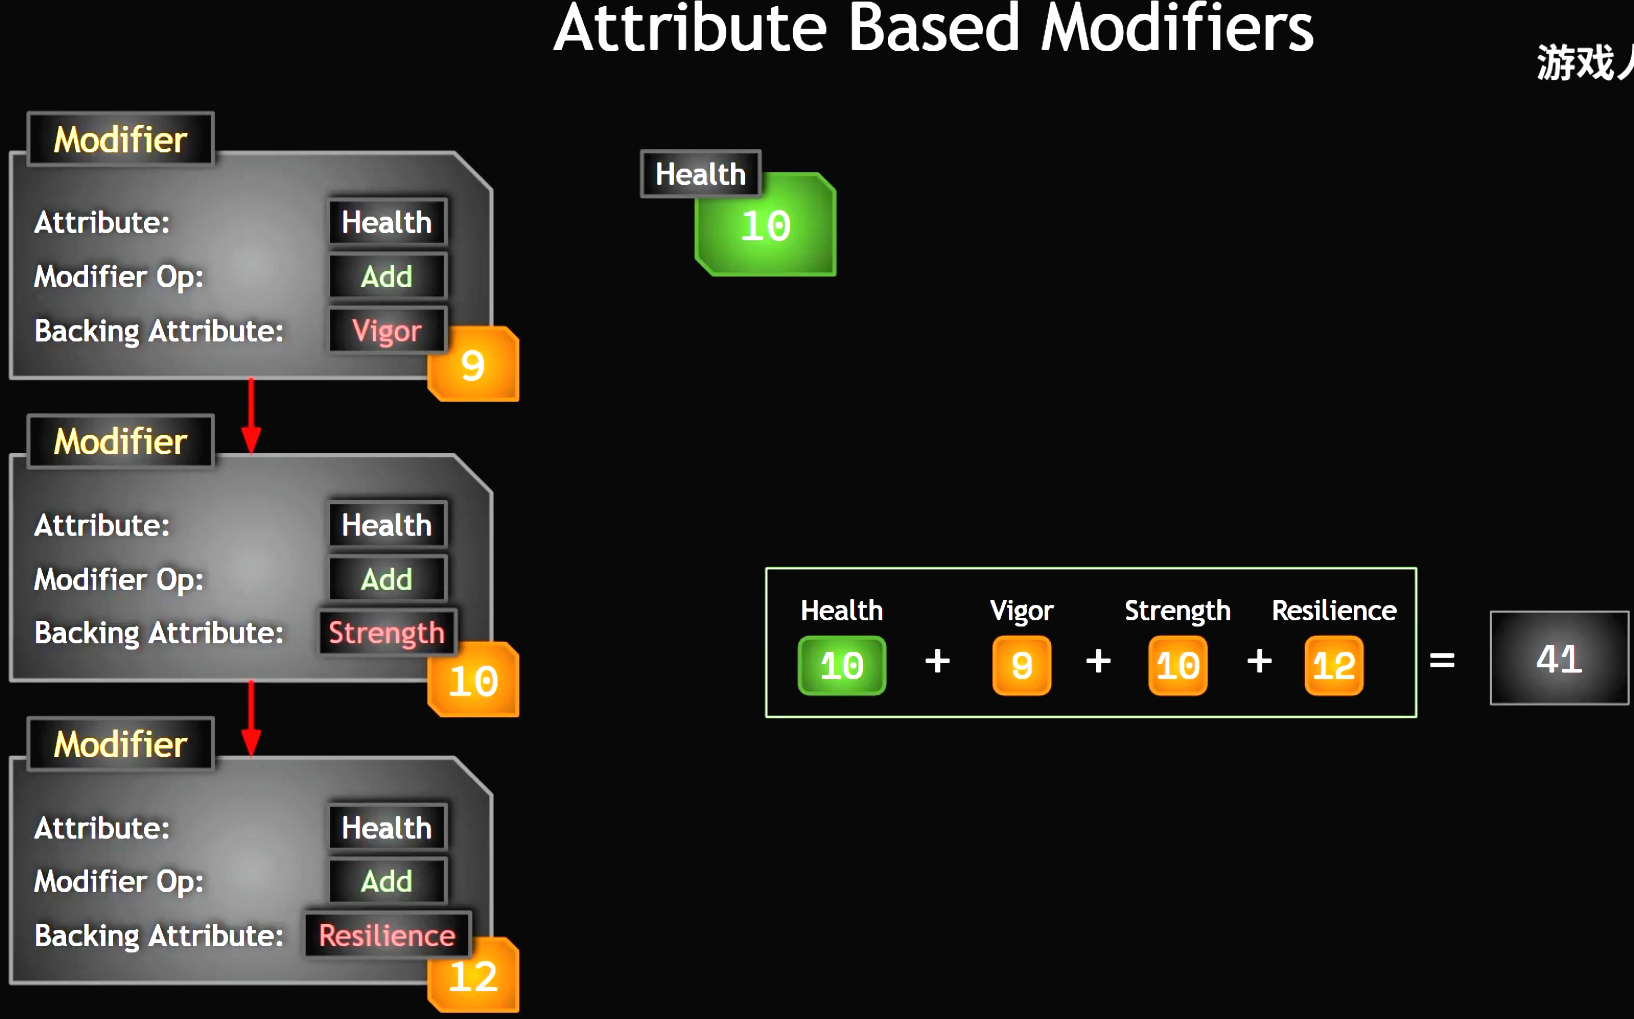 Attribute Based Modifiers
游戏人
Modifier
Attribute: Health
Modifier Op: Add
Backing Attribute: Vigor
9
Modifier
Attribute: Health
Modifier Op: Add
Backing Attribute: Strength
10
Modifier
Attribute: Health
Modifier Op: Add
Backing Attribute: Resilience
12
Health
10
Health Vigor Strength Resilience
10 + 9 + 10 + 12 = 41